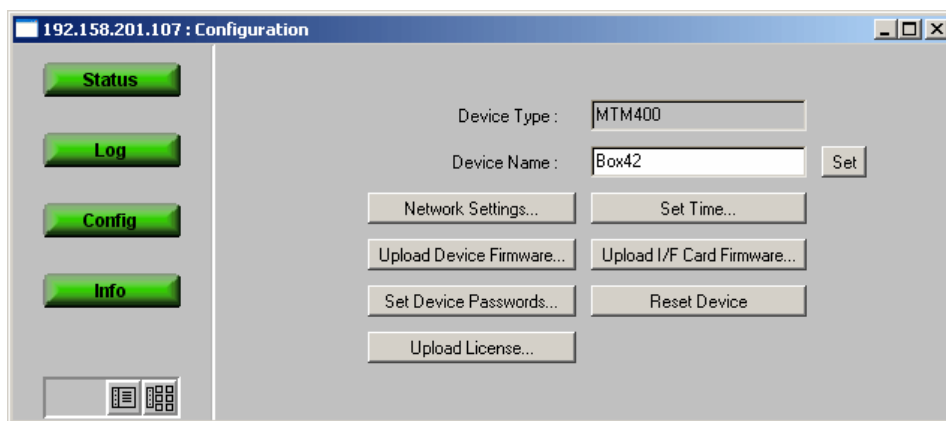 192.158.201.107 : Configuration
Status
Log
Config
Info
Device Type :
MTM400
Device Name :
Box42
Set
Network Settings...
Set Time...
Upload Device Firmware...
Upload I/F Card Firmware...
Set Device Passwords...
Reset Device
Upload License...